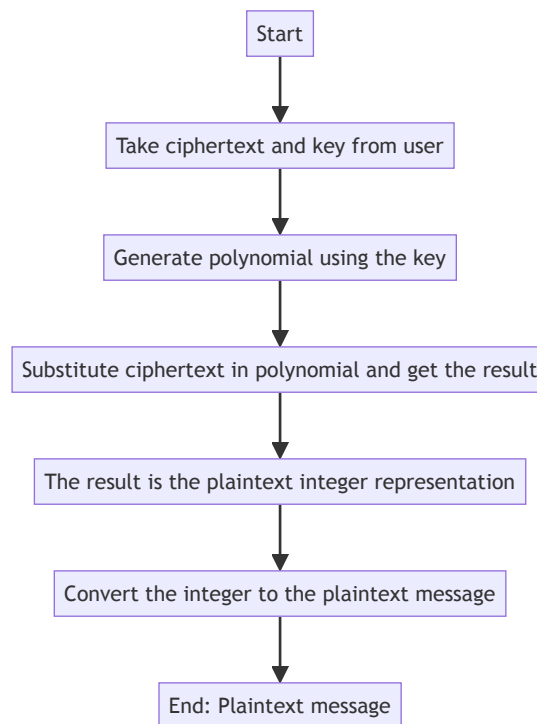 Start
Take ciphertext and key from user
Generate polynomial using the key
Substitute ciphertext in polynomial and get the result
The result is the plaintext integer representation
Convert the integer to the plaintext message
End: Plaintext message